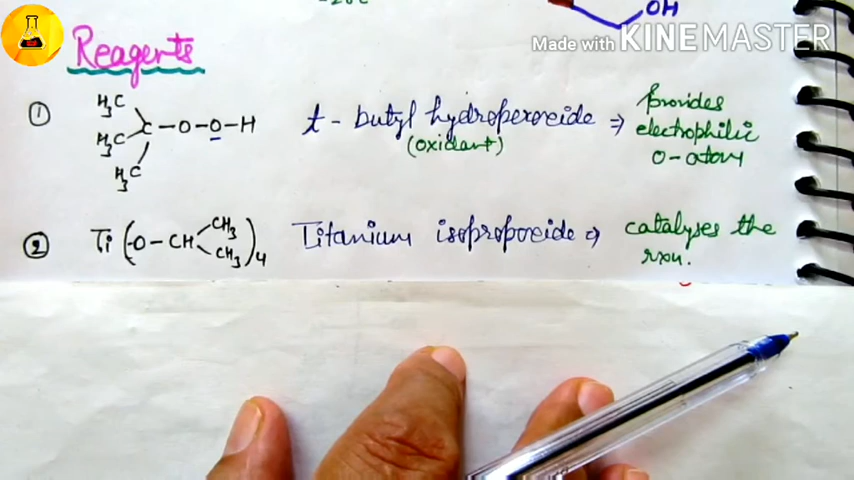 -20°C
OH
Made with KINEMASTER
Reagents
① H3C
H3C C-O-O-H
H3C
t-butyl hydroperoxide ⇒ provides
(oxidant) electrophilic
O-atom
② Ti(-O-CH CH3 CH3)4 Titanium isopropoxide ⇒ catalyses the
rxn.